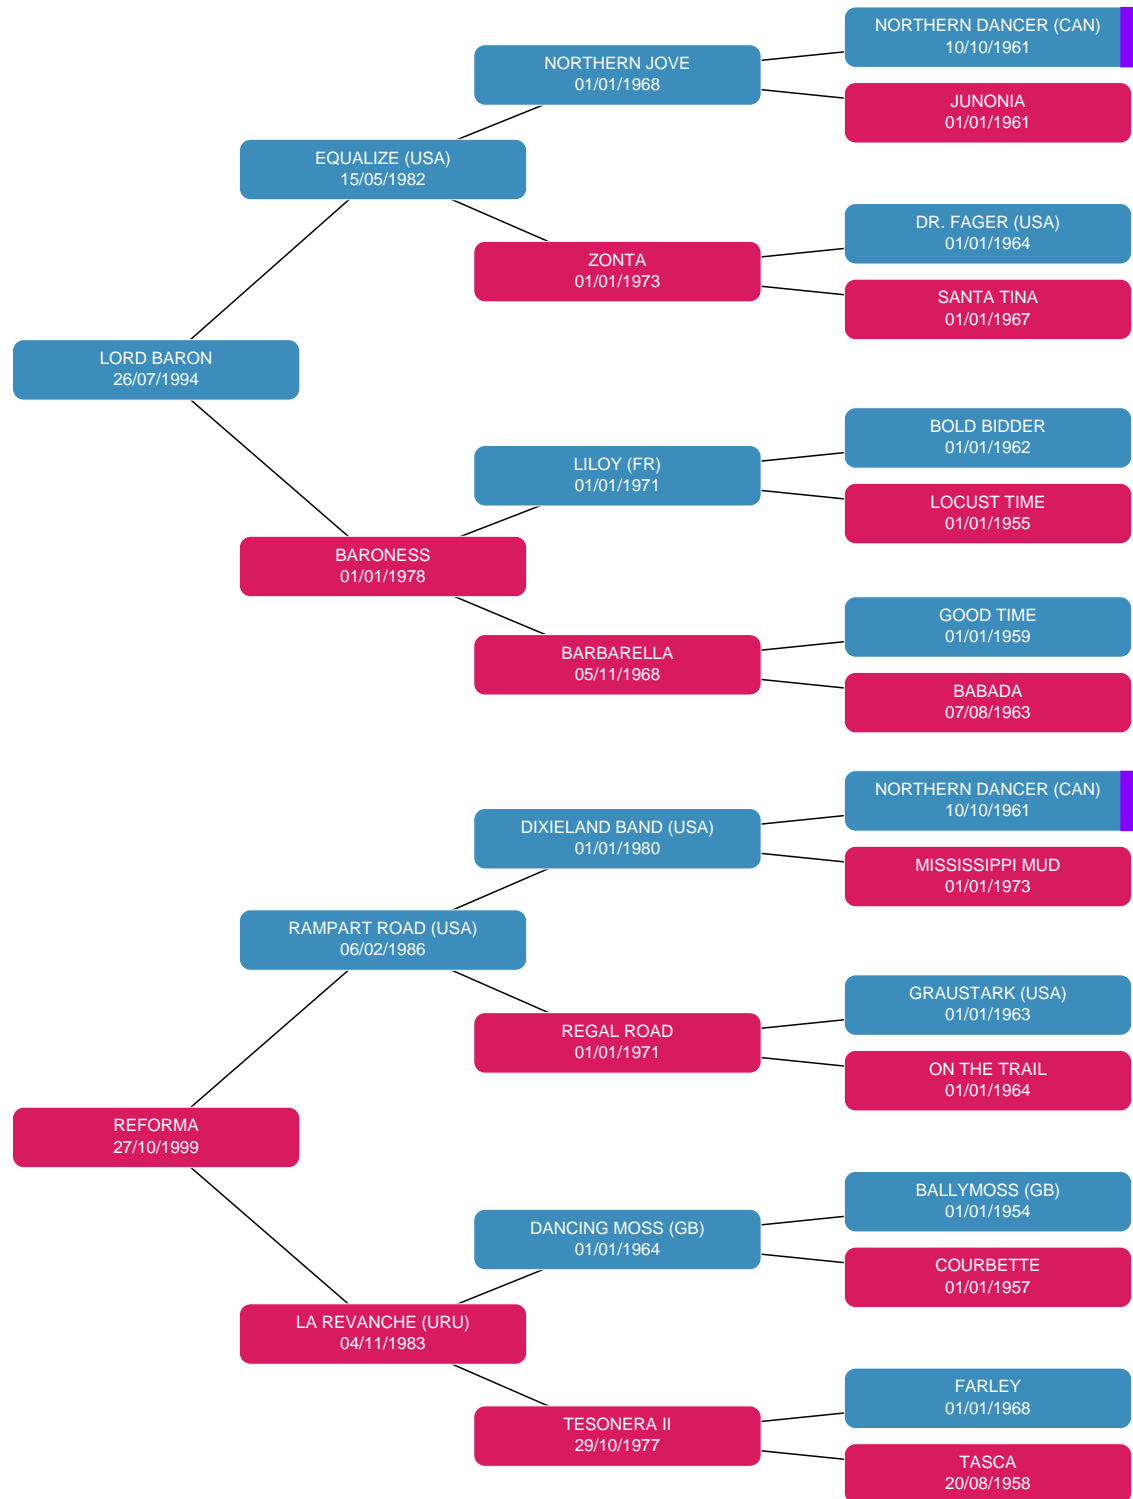 NORTHERN DANCER (CAN)
10/10/1961
NORTHERN JOVE
01/01/1968
JUNONIA
01/01/1961
EQUALIZE (USA)
15/05/1982
DR. FAGER (USA)
01/01/1964
ZONTA
01/01/1973
SANTA TINA
01/01/1967
LORD BARON
26/07/1994
BOLD BIDDER
01/01/1962
LILOY (FR)
01/01/1971
LOCUST TIME
01/01/1955
BARONESS
01/01/1978
GOOD TIME
01/01/1959
BARBARELLA
05/11/1968
BABADA
07/08/1963
NORTHERN DANCER (CAN)
10/10/1961
DIXIELAND BAND (USA)
01/01/1980
MISSISSIPPI MUD
01/01/1973
RAMPART ROAD (USA)
06/02/1986
GRAUSTARK (USA)
01/01/1963
REGAL ROAD
01/01/1971
ON THE TRAIL
01/01/1964
REFORMA
27/10/1999
BALLYMOSS (GB)
01/01/1954
DANCING MOSS (GB)
01/01/1964
COURBETTE
01/01/1957
LA REVANCHE (URU)
04/11/1983
FARLEY
01/01/1968
TESONERA II
29/10/1977
TASCA
20/08/1958